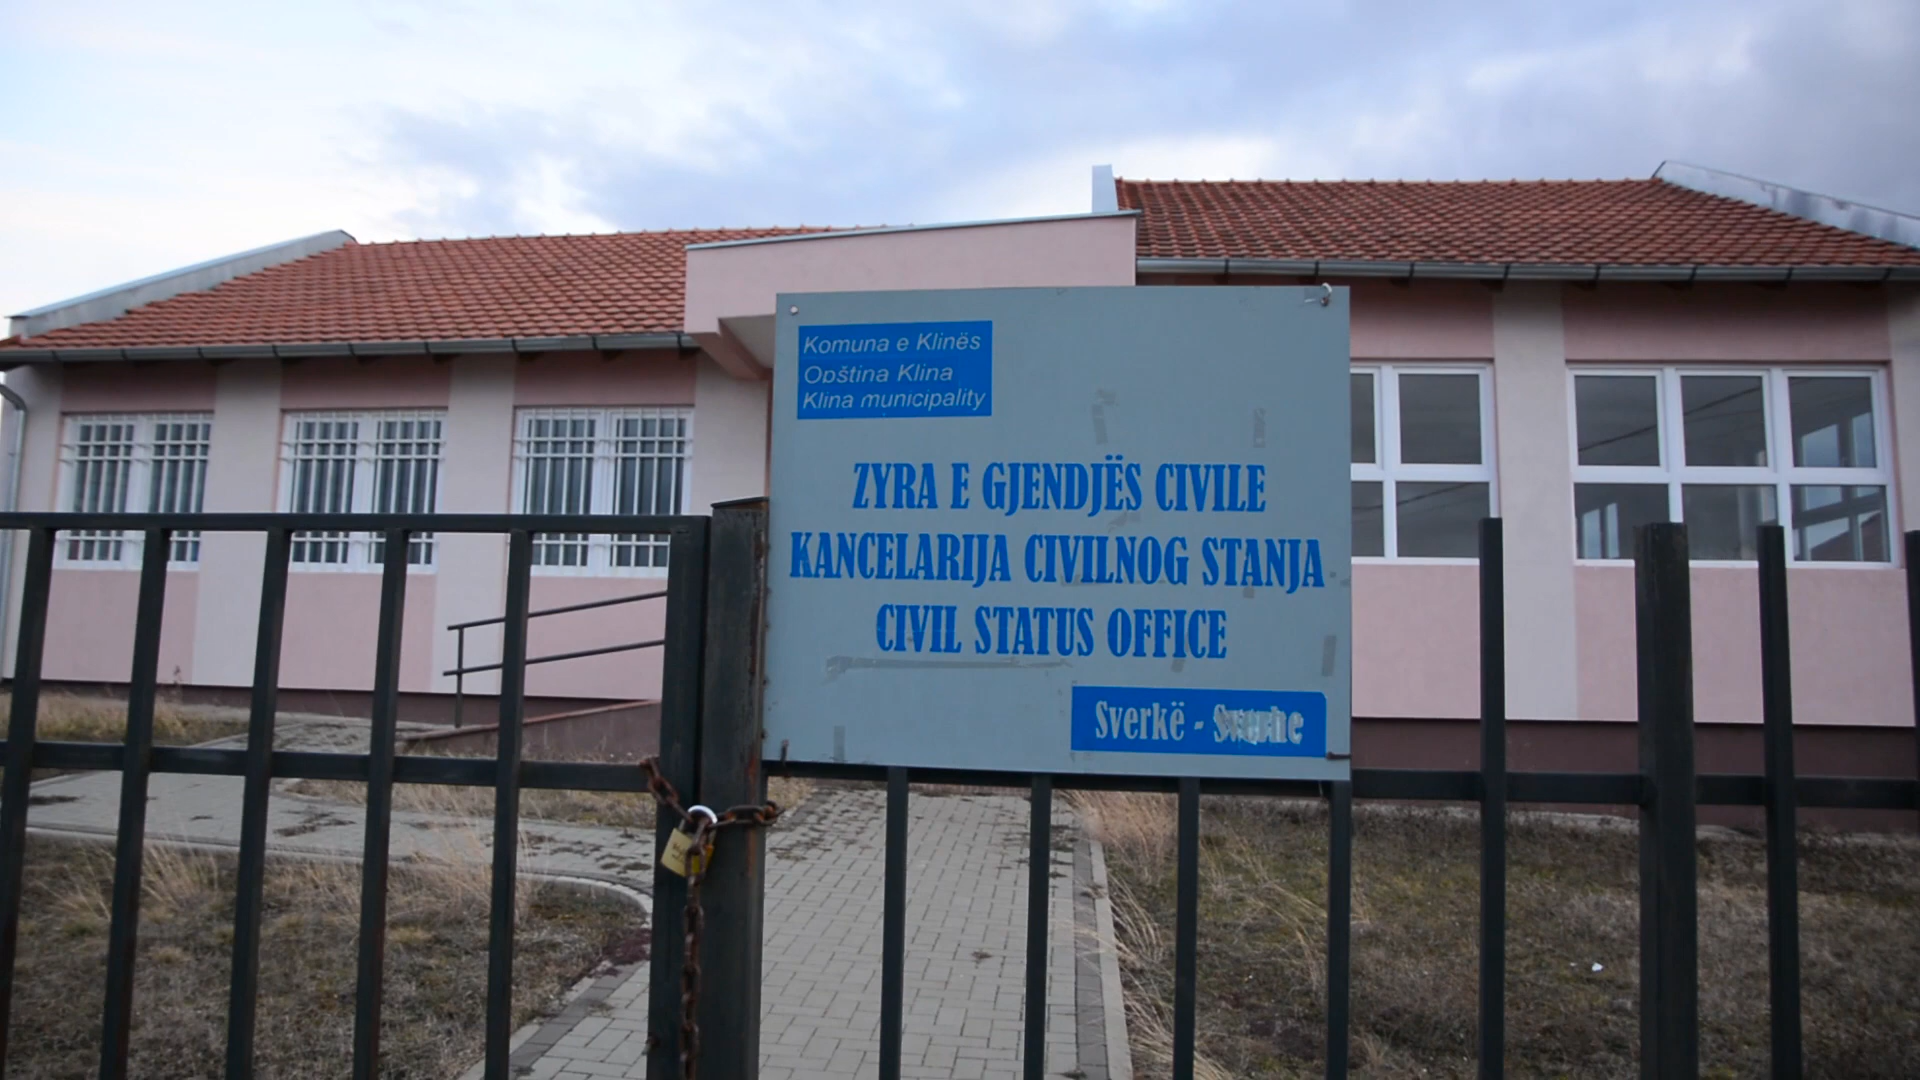 Komuna e Klinës
Opština Klina
Klina municipality
ZYRA E GJENDJËS CIVILE
KANCELARIJA CIVILNOG STANJA
CIVIL STATUS OFFICE
Sverkë -